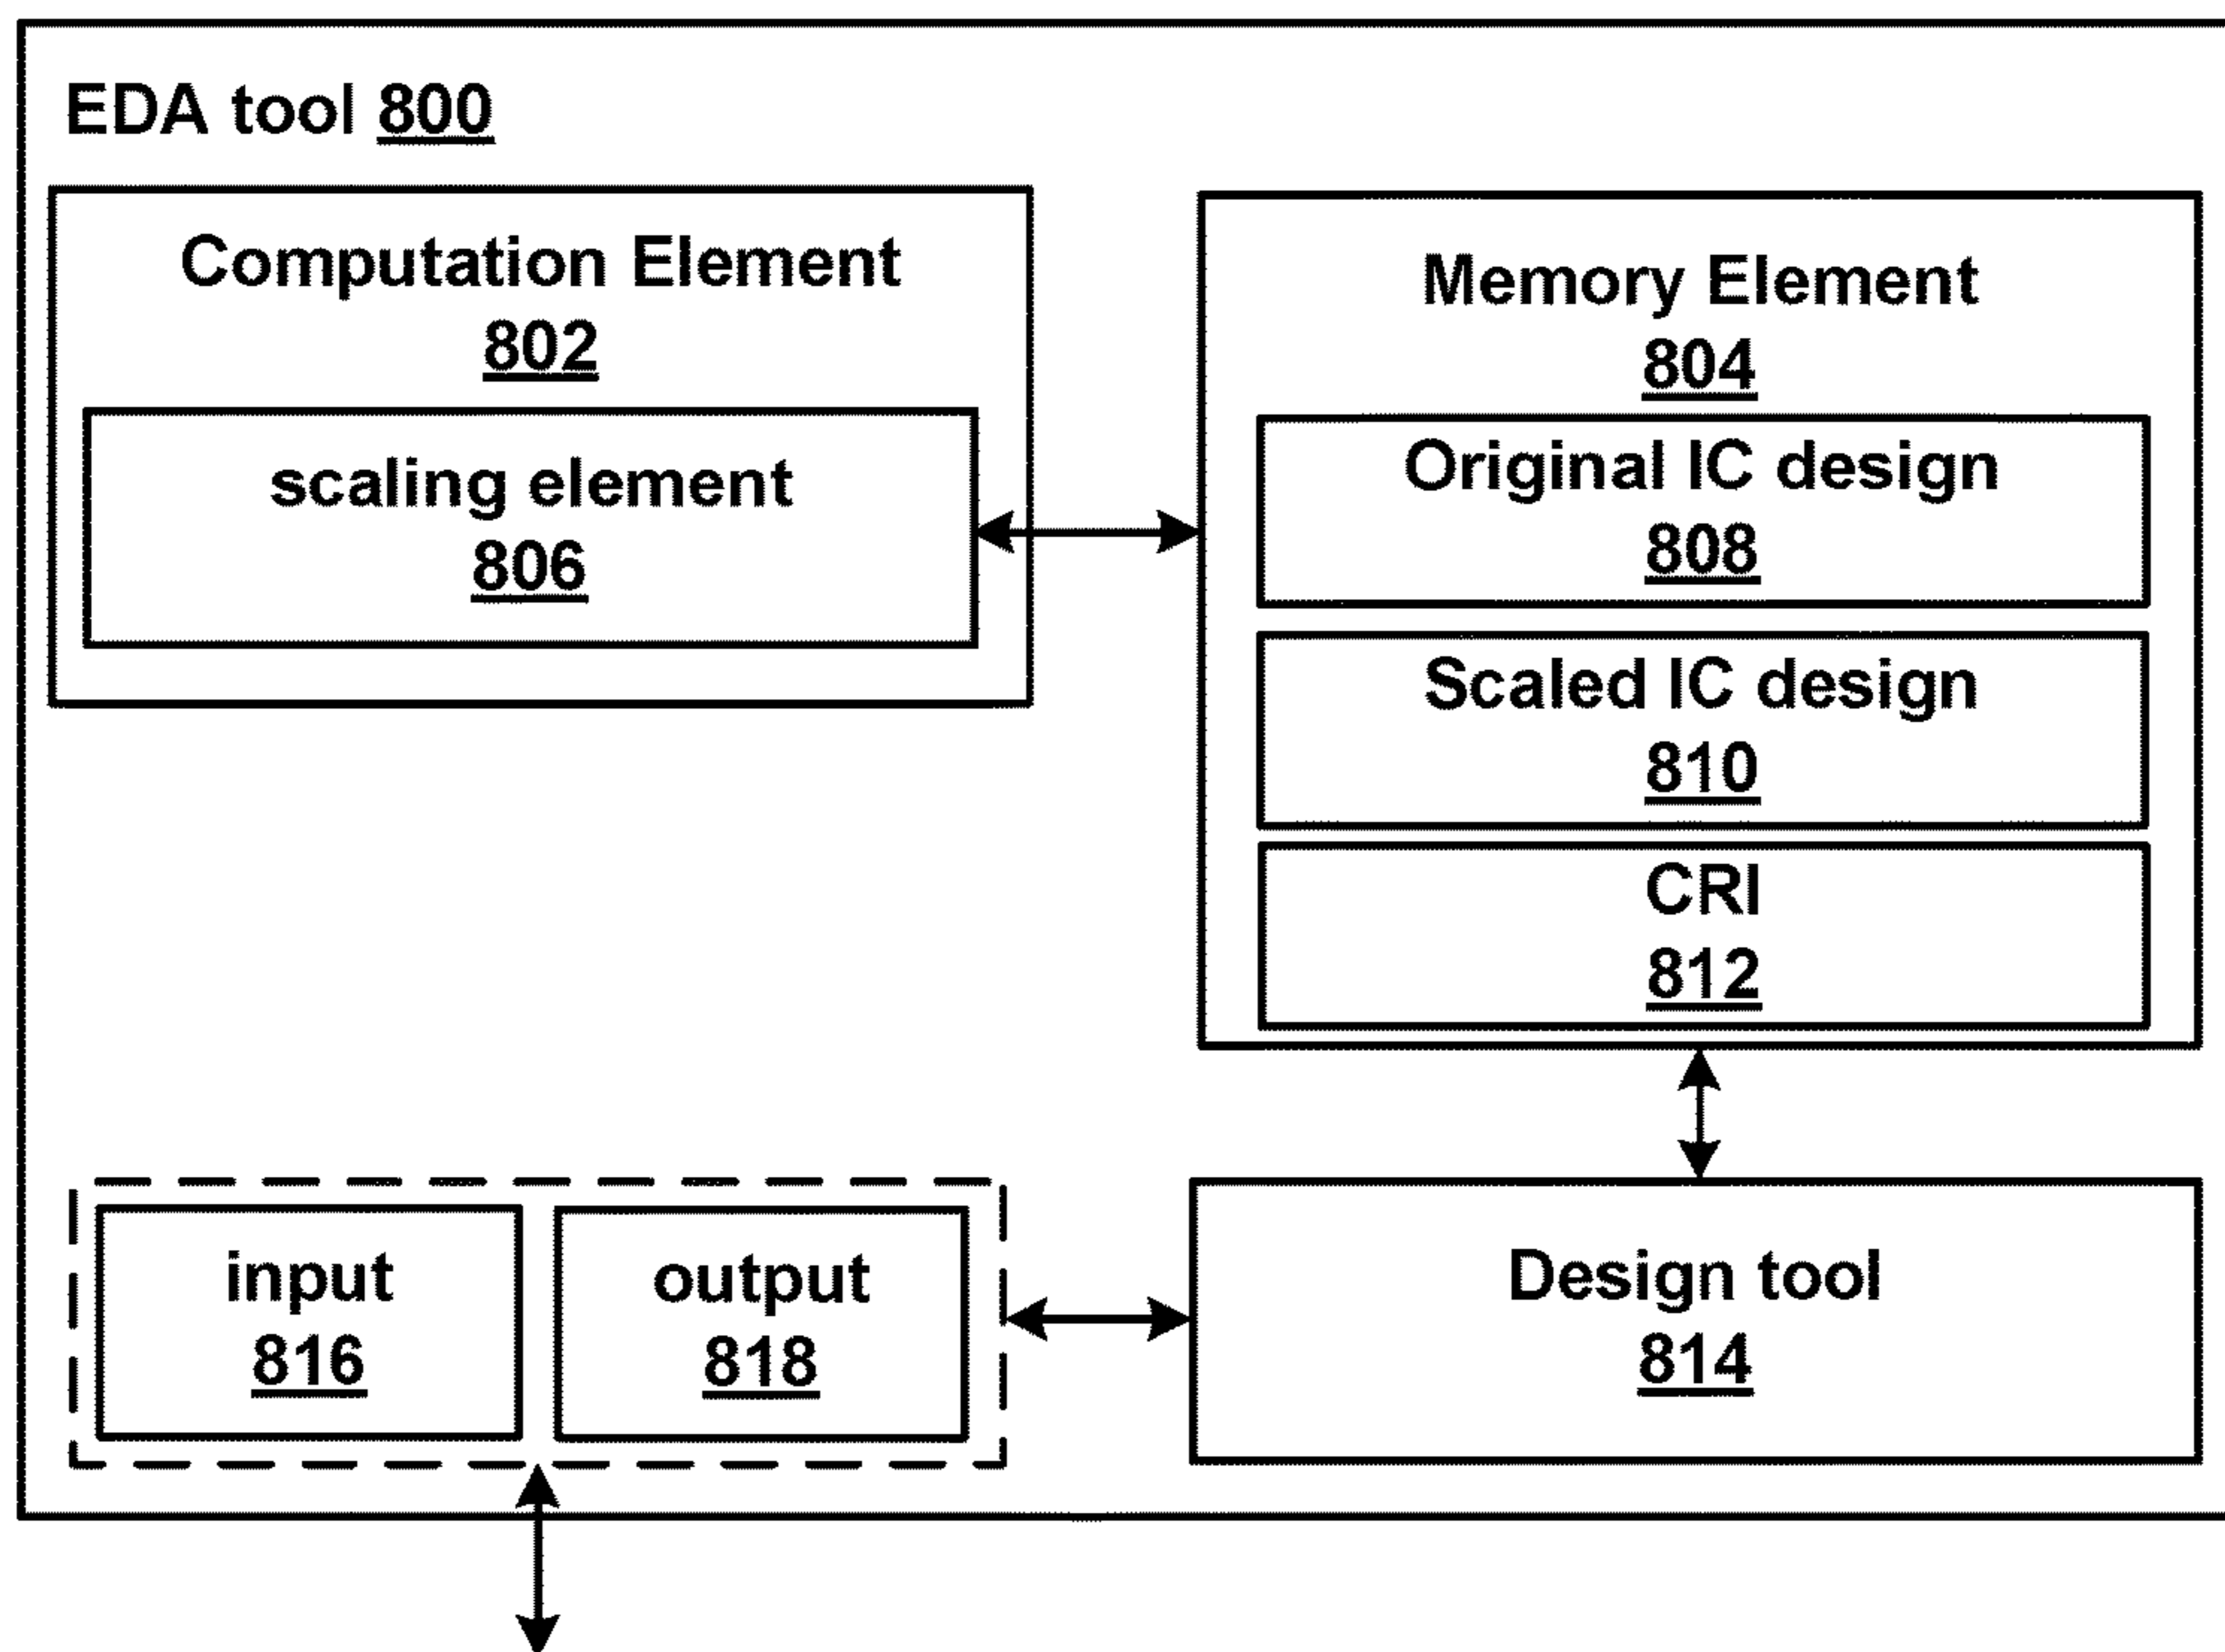 EDA tool 800
Computation Element
802
scaling element
806
Memory Element
804
Original IC design
808
Scaled IC design
810
CRI
812
input
816
output
818
Design tool
814